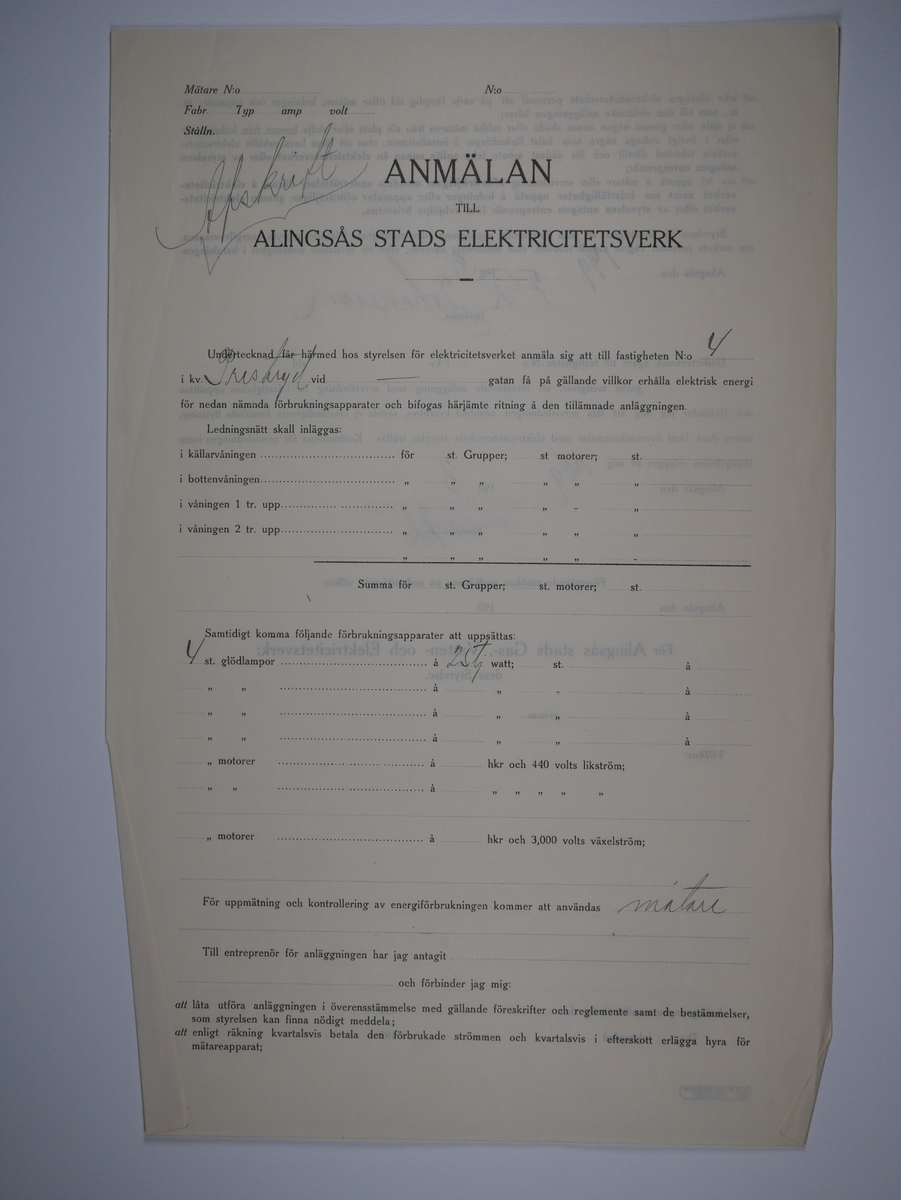 Mätare N:o N:o
Fabr Typ amp volt
Ställn.
Afskrift
ANMÄLAN
TILL
ALINGSÅS STADS ELEKTRICITETSVERK
Undertecknad får härmed hos styrelsen för elektricitetsverket anmäla sig att till fastigheten N:o 4
i kv. vid — gatan få på gällande villkor erhålla elektrisk energi
för nedan nämnda förbrukningsapparater och bifogas härjämte ritning å den tillämnade anläggningen.
Ledningsnätt skall inläggas:
i källarvåningen för st. Grupper; st motorer; st.
i bottenvåningen „ „ „ „ „ „
i våningen 1 tr. upp „ „ „ „ „ „
i våningen 2 tr. upp „ „ „ „ „ „
„ „ „ „ „ „
Summa för st. Grupper; st. motorer; st.
Samtidigt komma följande förbrukningsapparater att uppsättas:
4 st. glödlampor å 25 watt; st. å
„ „ å „ „ å
„ „ å „ „ å
„ „ å „ „ å
„ motorer å hkr och 440 volts likström;
„ „ å „ „ „ „ „
„ motorer å hkr och 3,000 volts växelström;
För uppmätning och kontrollering av energiförbrukningen kommer att användas mätare
Till entreprenör för anläggningen har jag antagit
och förbinder jag mig:
att låta utföra anläggningen i överensstämmelse med gällande föreskrifter och reglemente samt de bestämmelser,
som styrelsen kan finna nödigt meddela;
att enligt räkning kvartalsvis betala den förbrukade strömmen och kvartalsvis i efterskott erlägga hyra för
mätareapparat;